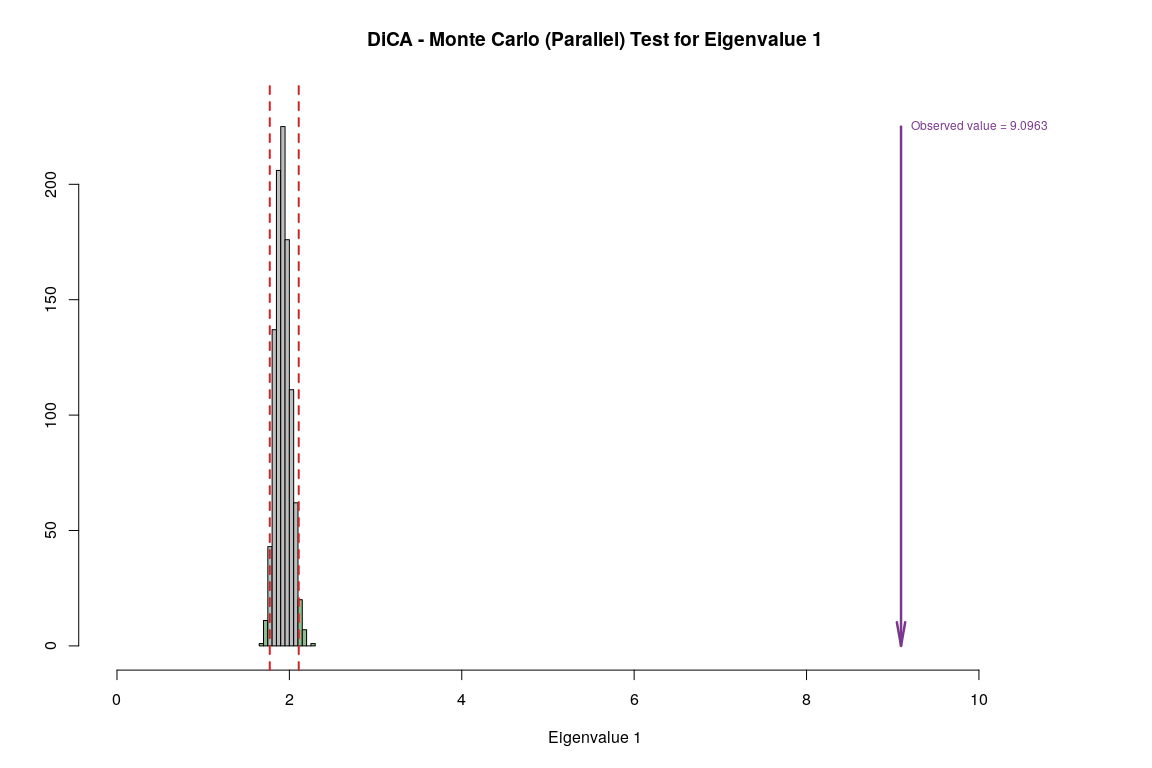 DiCA - Monte Carlo (Parallel) Test for Eigenvalue 1
Observed value = 9.0963
200
150
100
50
0
0 2 4 6 8 10
Eigenvalue 1